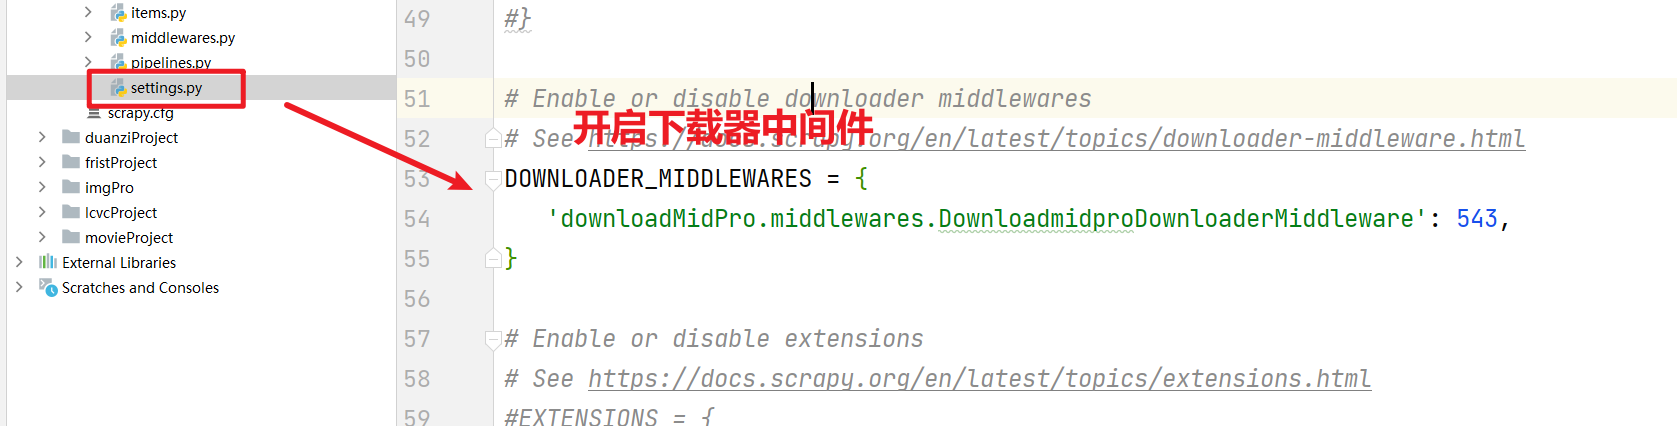 items.py
middlewares.py
pipelines.py
settings.py
scrapy.cfg
duanziProject
fristProject
imgPro
lcvcProject
movieProject
External Libraries
Scratches and Consoles
49 #}
50
51 # Enable or disable downloader middlewares
开启下载器中间件
52 # See https://docs.scrapy.org/en/latest/topics/downloader-middleware.html
53 DOWNLOADER_MIDDLEWARES = {
54 'downloadMidPro.middlewares.DownloadmidproDownloaderMiddleware': 543,
55 }
56
57 # Enable or disable extensions
58 # See https://docs.scrapy.org/en/latest/topics/extensions.html
59 #EXTENSIONS = {